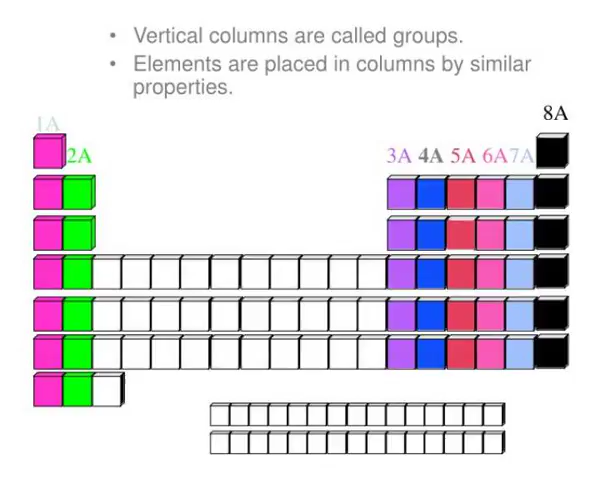 • Vertical columns are called groups.
• Elements are placed in columns by similar
properties.
8A
1A
2A
3A 4A 5A 6A 7A